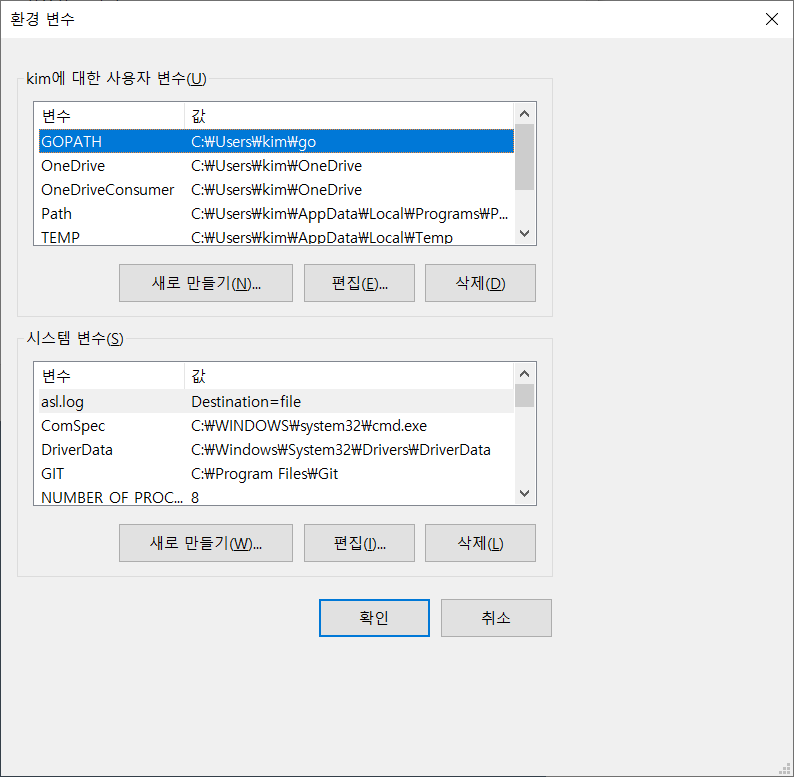 환경 변수
kim에 대한 사용자 변수(U)
변수 값
GOPATH C:₩Users₩kim₩go
OneDrive C:₩Users₩kim₩OneDrive
OneDriveConsumer C:₩Users₩kim₩OneDrive
Path C:₩Users₩kim₩AppData₩Local₩Programs₩P...
TEMP C:₩Users₩kim₩AppData₩Local₩Temp
새로 만들기(N)... 편집(E)... 삭제(D)
시스템 변수(S)
변수 값
asl.log Destination=file
ComSpec C:₩WINDOWS₩system32₩cmd.exe
DriverData C:₩Windows₩System32₩Drivers₩DriverData
GIT C:₩Program Files₩Git
NUMBER OF PROC... 8
새로 만들기(W)... 편집(I)... 삭제(L)
확인 취소